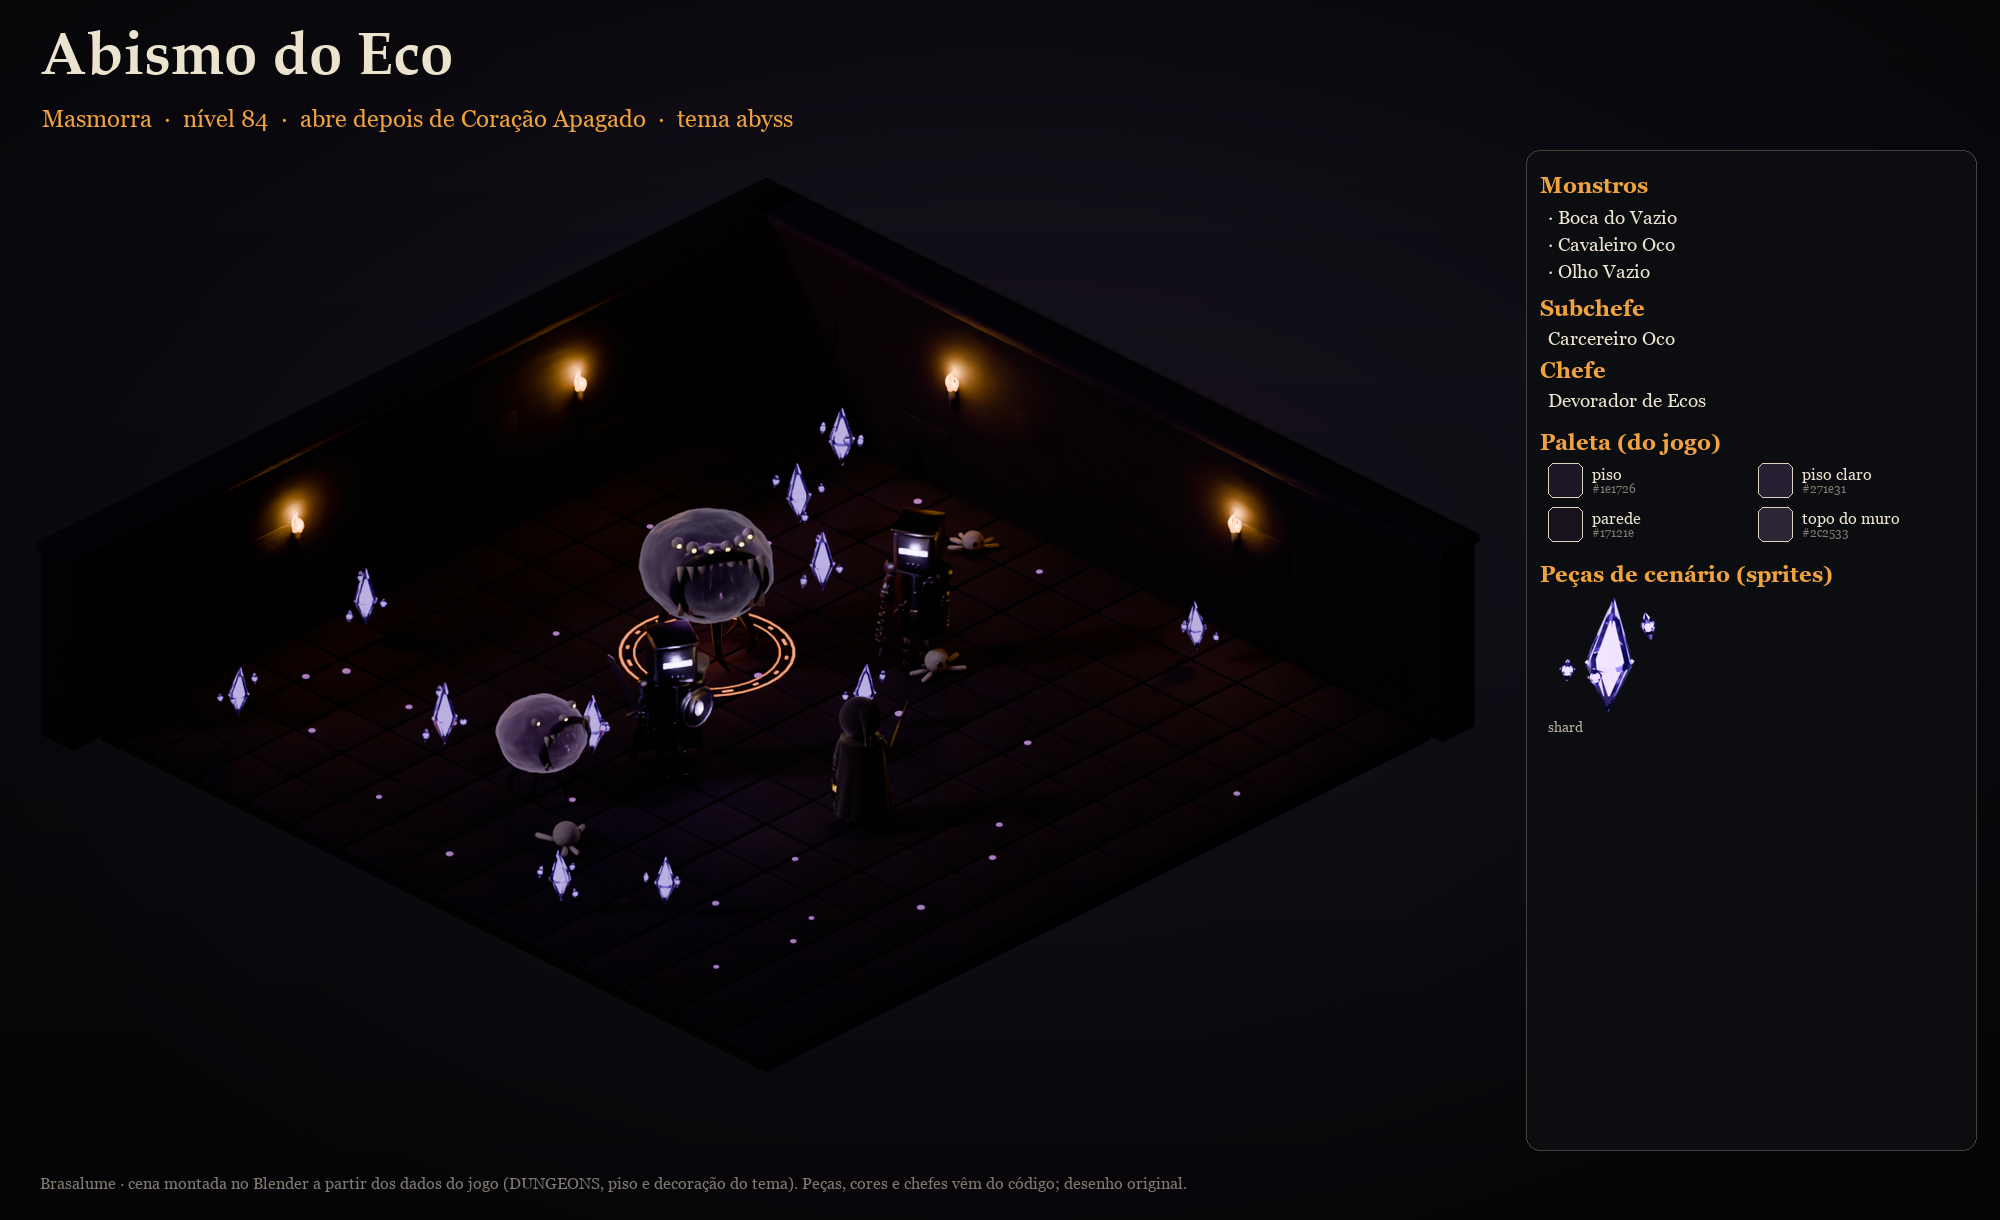 Abismo do Eco
Masmorra · nível 84 · abre depois de Coração Apagado · tema abyss
Monstros
· Boca do Vazio
· Cavaleiro Oco
· Olho Vazio
Subchefe
Carcereiro Oco
Chefe
Devorador de Ecos
Paleta (do jogo)
piso
#1e1726
piso claro
#271e31
parede
#17121e
topo do muro
#2c2533
Peças de cenário (sprites)
shard
Brasalume · cena montada no Blender a partir dos dados do jogo (DUNGEONS, piso e decoração do tema). Peças, cores e chefes vêm do código; desenho original.